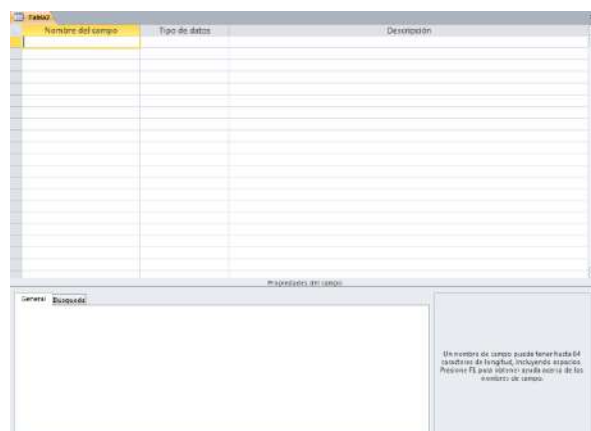 Tabla2
Nombre del campo Tipo de datos Descripción
Propiedades del campo
General Búsqueda
Un nombre de campo puede tener hasta 64
caracteres de longitud, incluyendo espacios.
Presione F1 para obtener ayuda acerca de los
nombres de campo.